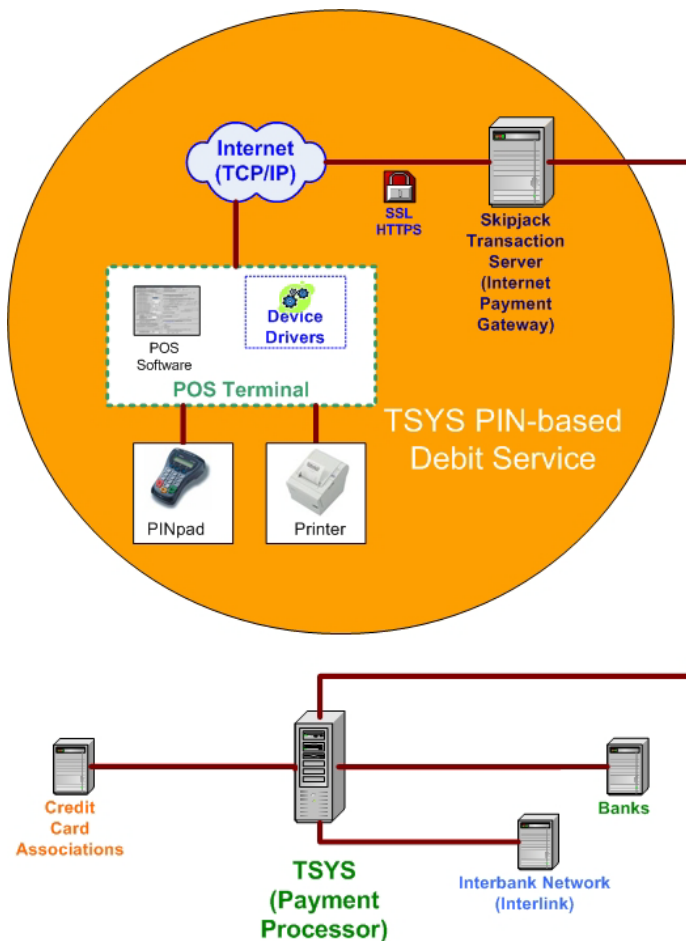 Internet
(TCP/IP)
SSL
HTTPS
Skipjack
Transaction
Server
(Internet
Payment
Gateway)
POS
Software
Device
Drivers
POS Terminal
TSYS PIN-based
Debit Service
PINpad
Printer
Credit
Card
Associations
TSYS
(Payment
Processor)
Banks
Interbank Network
(Interlink)